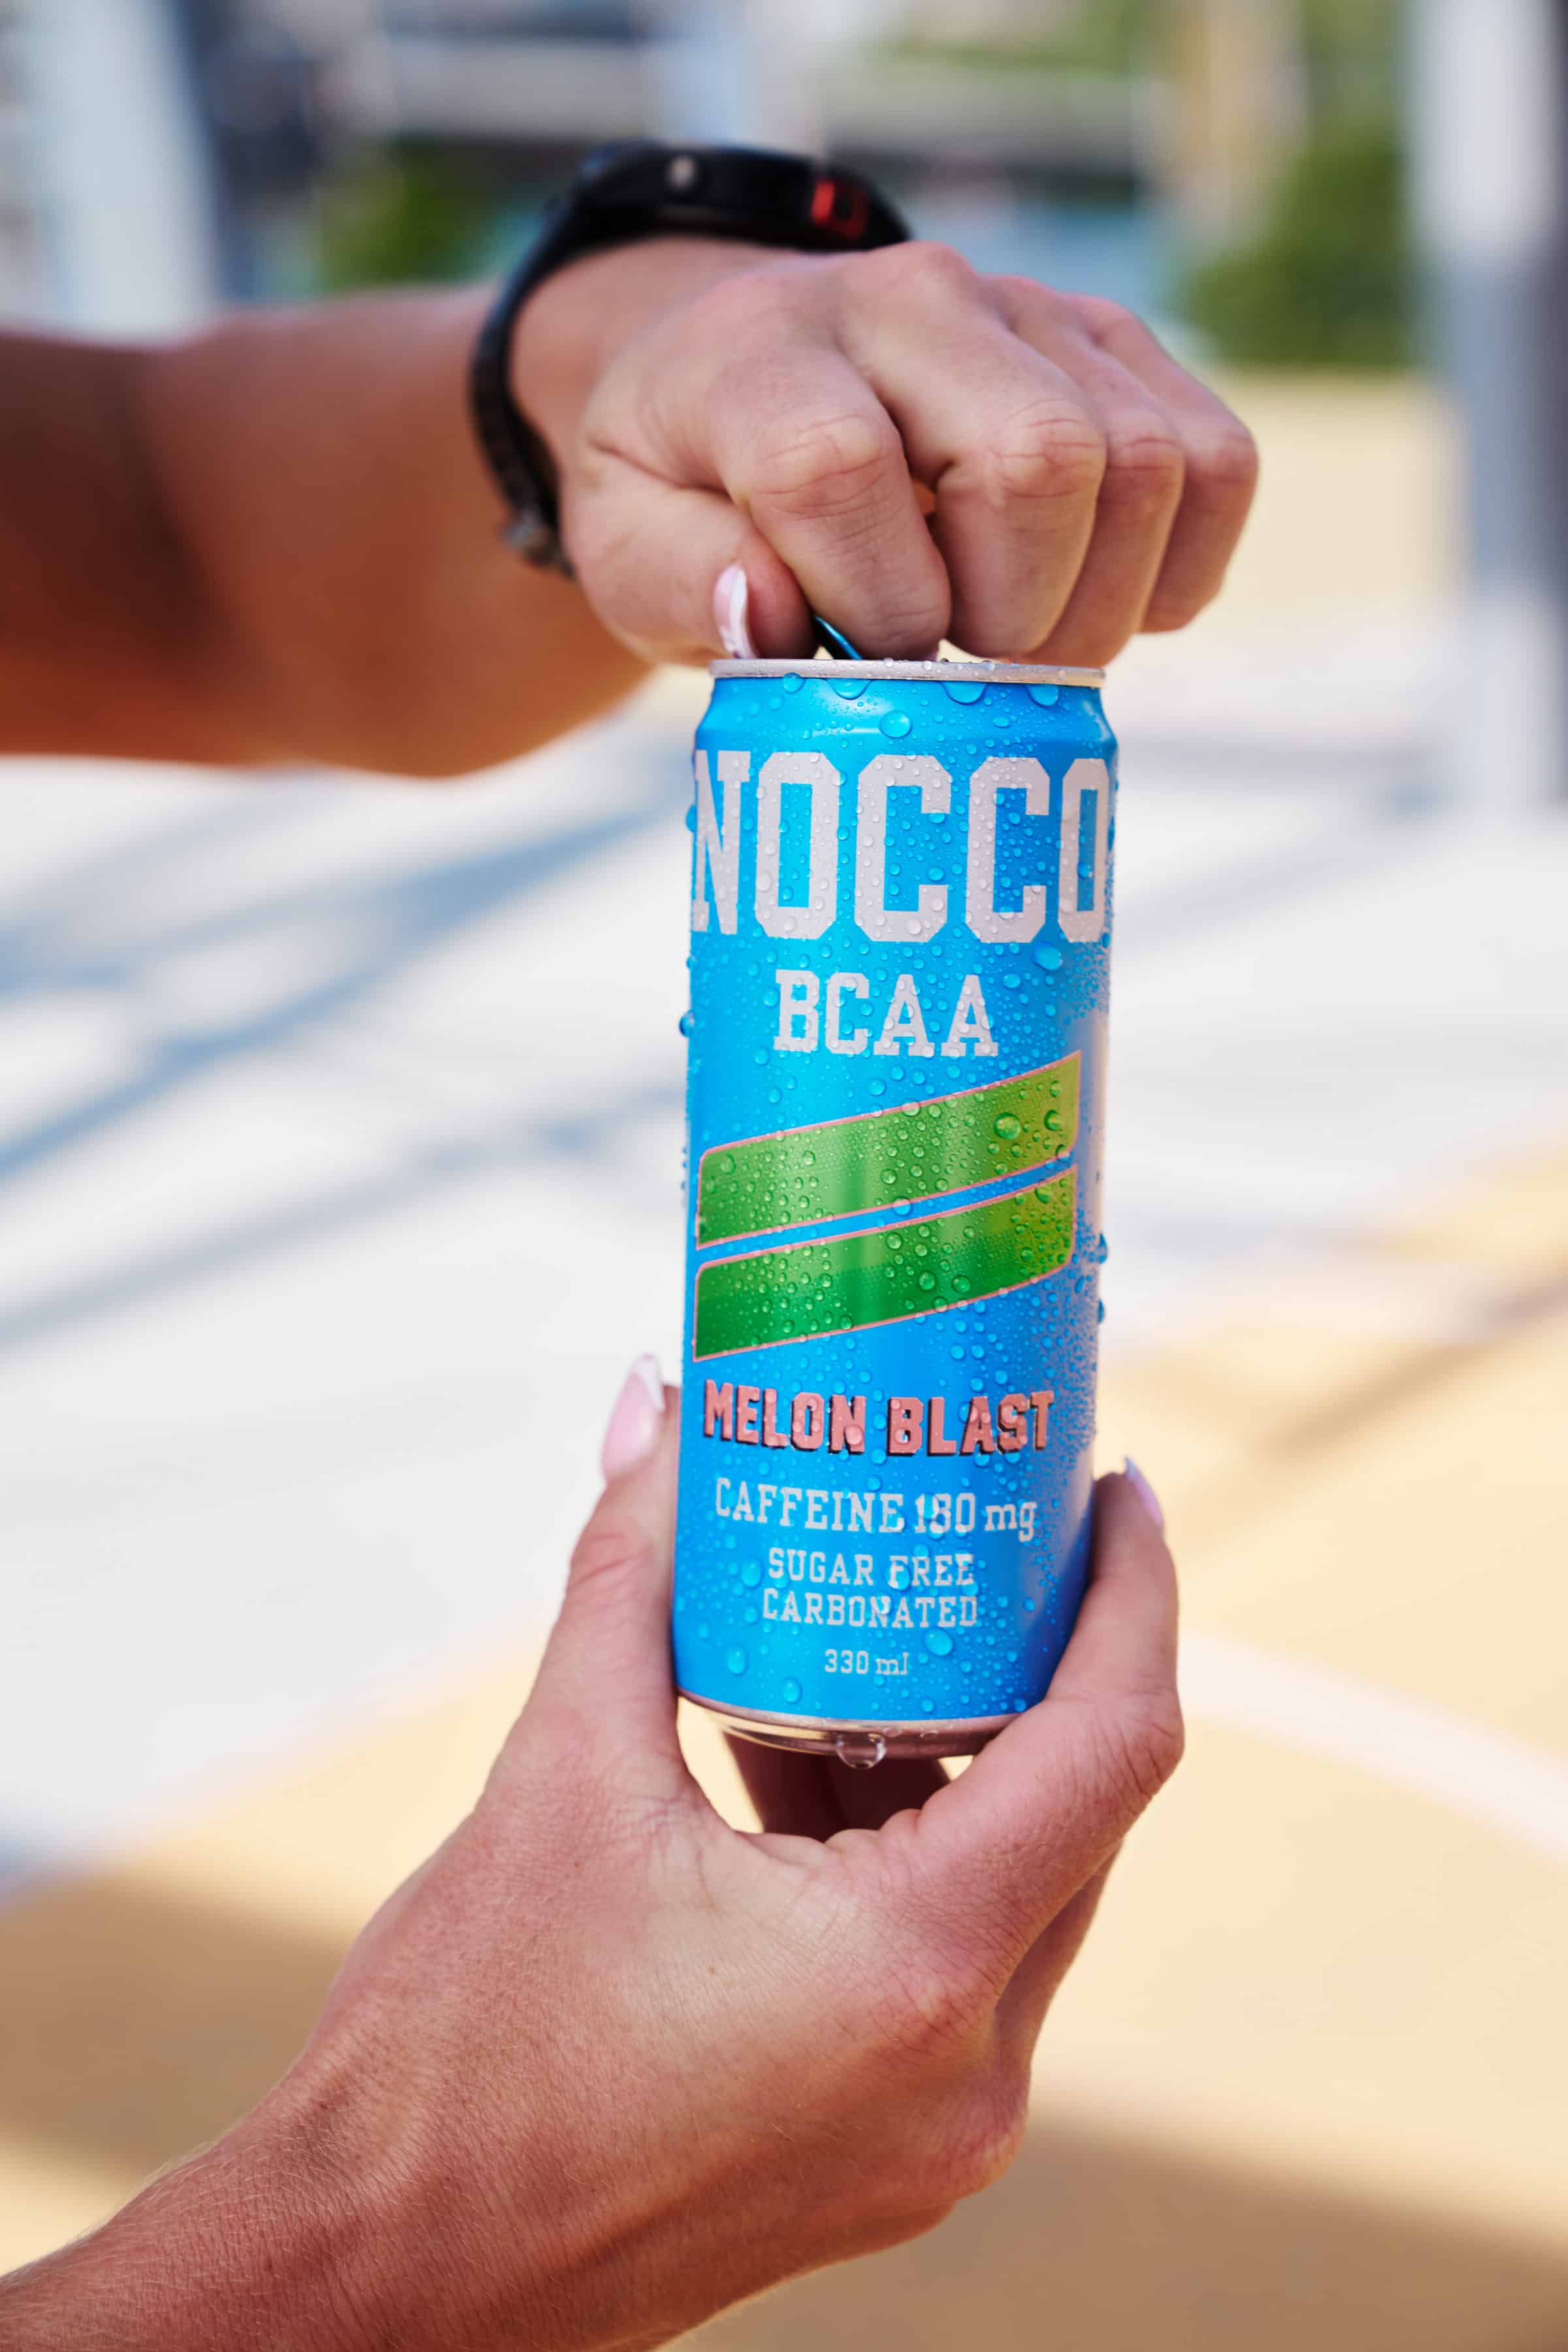 NOCCO
BCAA
MELON BLAST
CAFFEINE 180 mg
SUGAR FREE
CARBONATED
330 ml